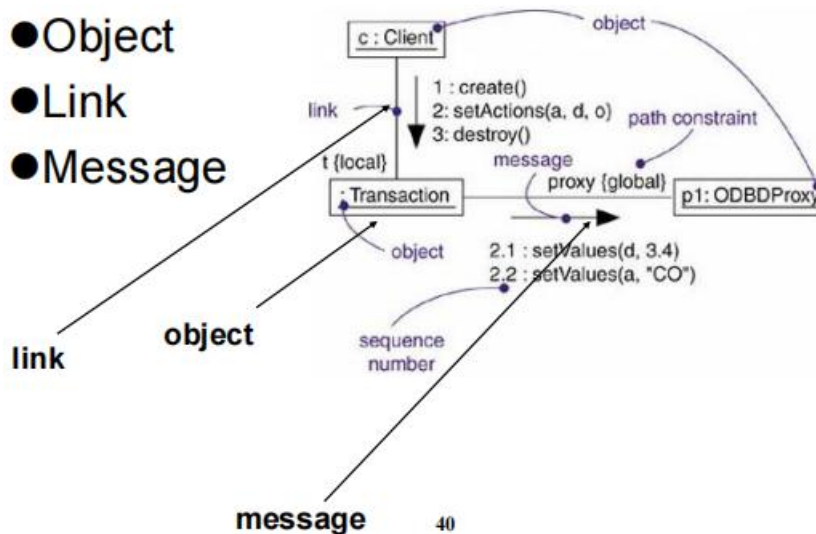 ●Object
●Link
●Message
c : Client
object
1 : create()
2: setActions(a, d, o)
3: destroy()
link
path constraint
message
t {local}
proxy {global}
: Transaction
p1: ODBDProxy
object
2.1 : setValues(d, 3.4)
2.2 : setValues(a, "CO")
sequence
number
object
link
message
40